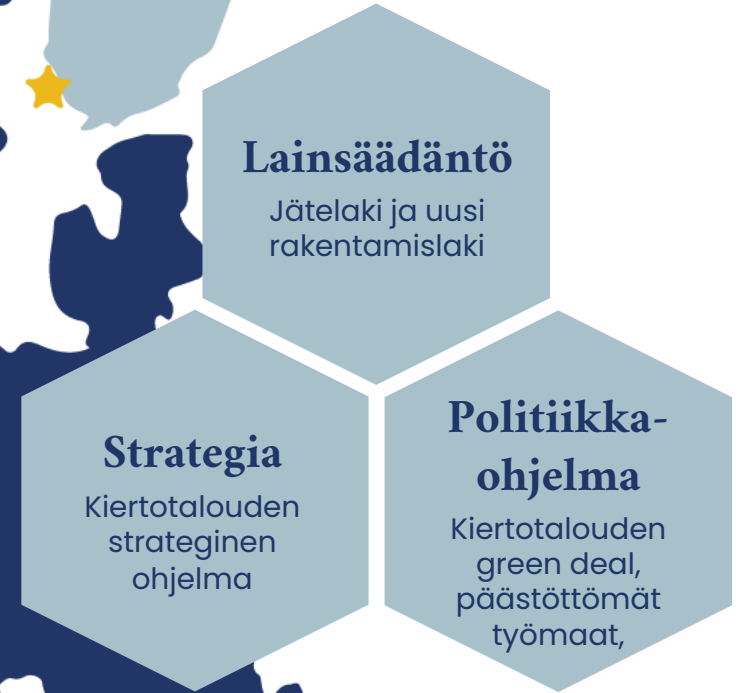 Lainsäädäntö
Jätelaki ja uusi
rakentamislaki
Strategia
Kiertotalouden
strateginen
ohjelma
Politiikka-
ohjelma
Kiertotalouden
green deal,
päästöttömät
työmaat,